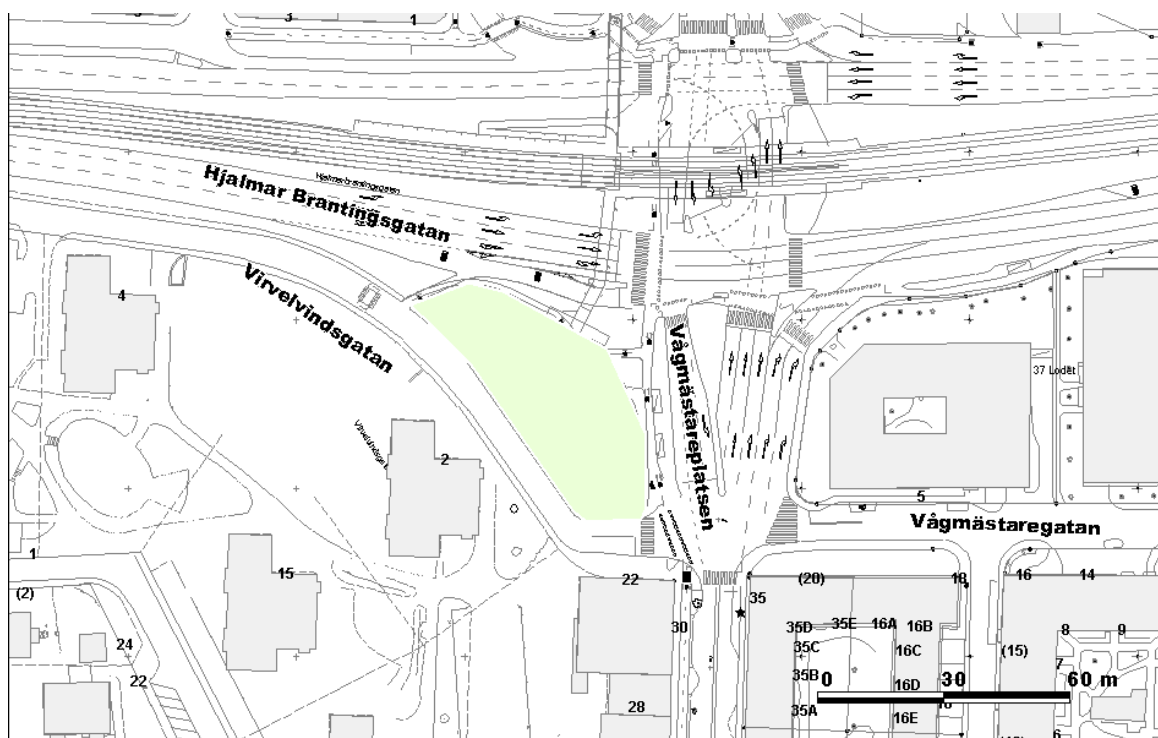 3
1
Hjalmar Brantingsgatan
Hjalmar Brantingsgatan
Virvelvindsgatan
4
Vågmästareplatsen
37 Lodet
2
5
Vågmästaregatan
1
15
22
(20)
18
16
14
(2)
35
24
30
35D
35E
16A
16B
8
9
35C
16C
(15)
7
22
35B
16D
0
30
60 m
28
35A
16E
6